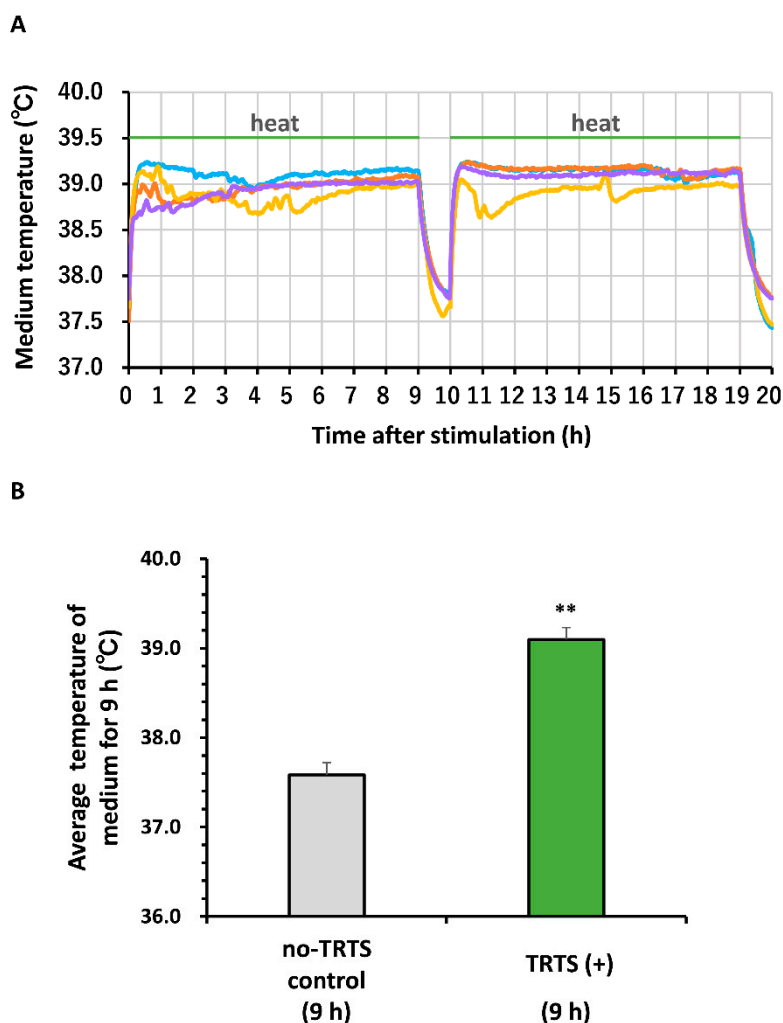 A
Medium temperature (℃)
40.0
39.5
39.0
38.5
38.0
37.5
37.0
heat
heat
0 1 2 3 4 5 6 7 8 9 10 11 12 13 14 15 16 17 18 19 20
Time after stimulation (h)
B
Average temperature of
medium for 9 h (℃)
40.0
39.0
38.0
37.0
36.0
**
no-TRTS
control
(9 h)
TRTS (+)
(9 h)